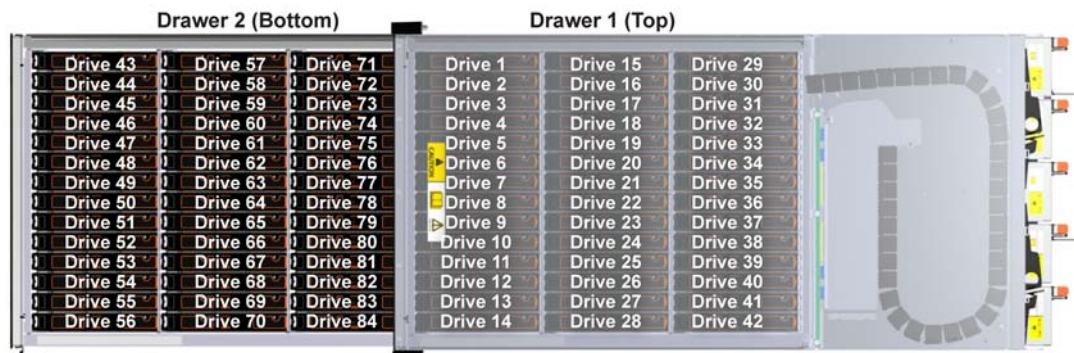 Drawer 2 (Bottom) Drawer 1 (Top)
Drive 43 Drive 57 Drive 71 Drive 1 Drive 15 Drive 29
Drive 44 Drive 58 Drive 72 Drive 2 Drive 16 Drive 30
Drive 45 Drive 59 Drive 73 Drive 3 Drive 17 Drive 31
Drive 46 Drive 60 Drive 74 Drive 4 Drive 18 Drive 32
Drive 47 Drive 61 Drive 75 Drive 5 Drive 19 Drive 33
Drive 48 Drive 62 Drive 76 Drive 6 Drive 20 Drive 34
Drive 49 Drive 63 Drive 77 Drive 7 Drive 21 Drive 35
Drive 50 Drive 64 Drive 78 Drive 8 Drive 22 Drive 36
Drive 51 Drive 65 Drive 79 Drive 9 Drive 23 Drive 37
Drive 52 Drive 66 Drive 80 Drive 10 Drive 24 Drive 38
Drive 53 Drive 67 Drive 81 Drive 11 Drive 25 Drive 39
Drive 54 Drive 68 Drive 82 Drive 12 Drive 26 Drive 40
Drive 55 Drive 69 Drive 83 Drive 13 Drive 27 Drive 41
Drive 56 Drive 70 Drive 84 Drive 14 Drive 28 Drive 42
CAUTION